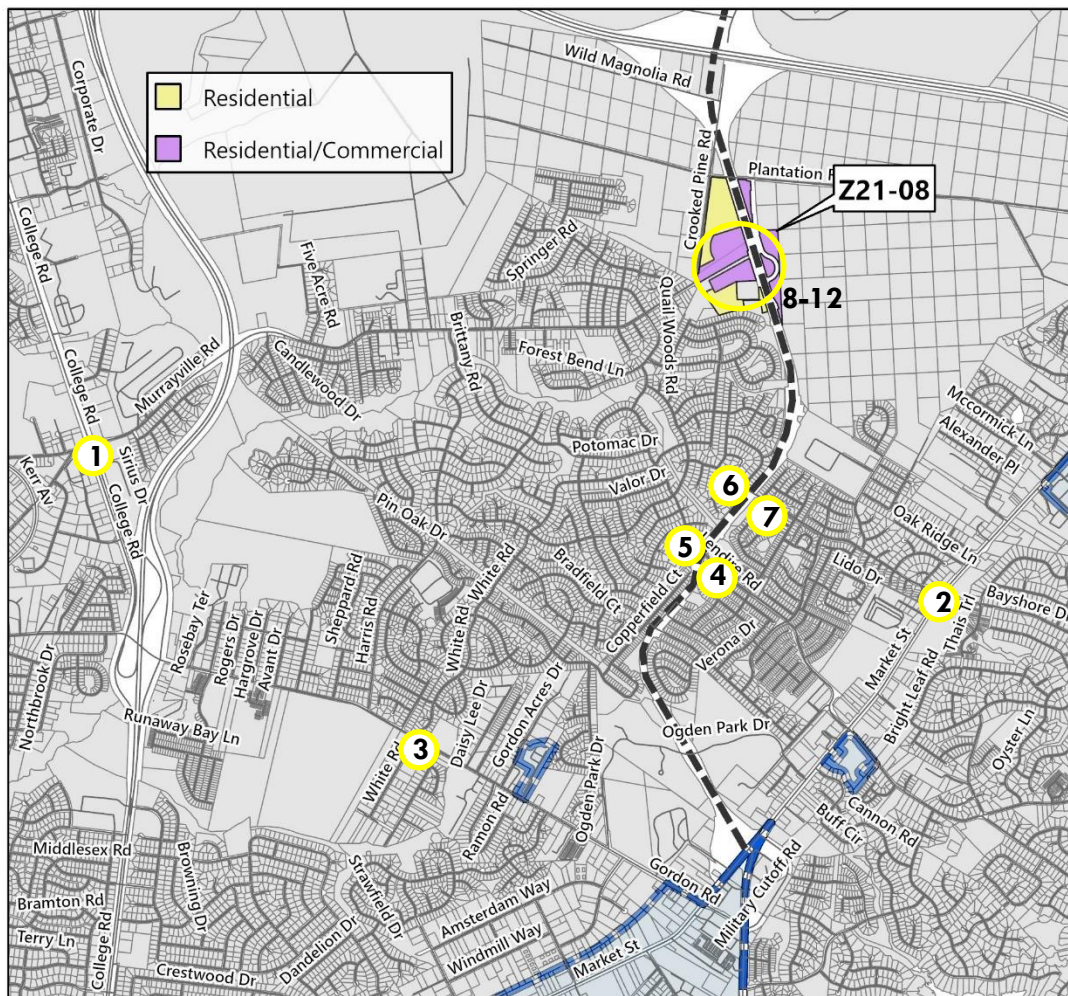 Wild Magnolia Rd
Corporate Dr
Residential
Residential/Commercial
Crooked Pine Rd
Z21-08
College Rd
Springer Rd
Five Acre Rd
8-12
Quail Woods Rd
Brittany Rd
Forest Bend Ln
Murrayville Rd
Candlewood Dr
College Rd
Mccormick Ln
Alexander Pl
Potomac Dr
1
Sirius Dr
Kerr Av
Valor Dr
6
College Rd
7
Pin Oak Dr
Oak Ridge Ln
5
4
Lido Dr
White Rd
Bradfield Ct
Copperfield Ct
2
Bayshore D
Sheppard Rd
Harris Rd
Thais Trl
Rosebay Ter
Rogers Dr
Hargrove Dr
Avant Dr
White Rd
Verona Dr
Market St
Bright Leaf Rd
Northbrook Dr
Daisy Lee Dr
Gordon Acres Dr
Ogden Park Dr
Runaway Bay Ln
3
White Rd
Oyster Ln
Ramon Rd
Ogden Park Dr
Buff Cir
Cannon Rd
Middlesex Rd
Browning Dr
Strawfield Dr
Gordon Rd
Military Cutoff Rd
Bramton Rd
Amsterdam Way
Terry Ln
College Rd
Dandelion Dr
Windmill Way
Market St
Crestwood Dr